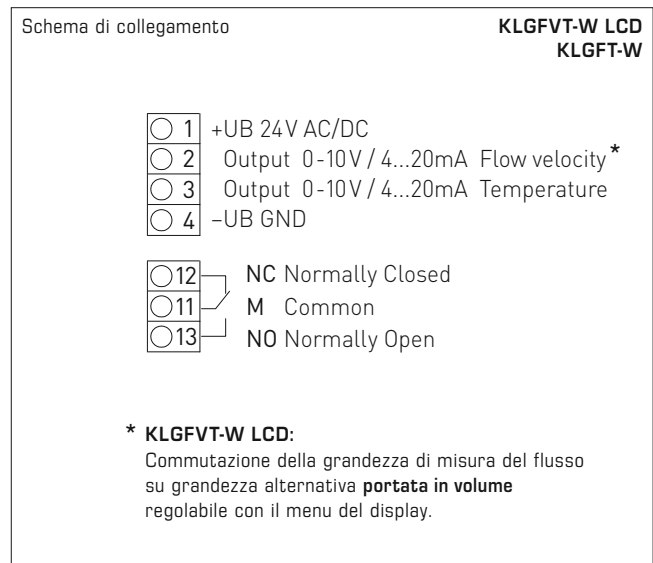 Schema di collegamento KLGFVT-W LCD
KLGFT-W
1 +UB 24V AC/DC
2 Output 0-10V / 4...20mA Flow velocity*
3 Output 0-10V / 4...20mA Temperature
4 –UB GND
12 NC Normally Closed
11 M Common
13 NO Normally Open
* KLGFVT-W LCD:
Commutazione della grandezza di misura del flusso
su grandezza alternativa portata in volume
regolabile con il menu del display.